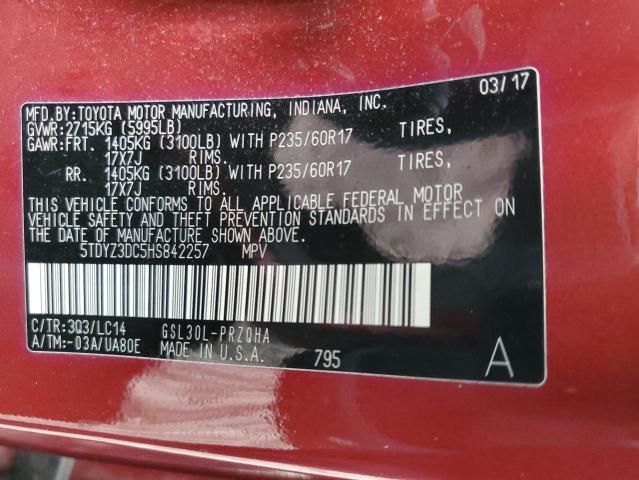 03/17
MFD.BY:TOYOTA MOTOR MANUFACTURING, INDIANA, INC.
GVWR:2715KG (5995LB)
GAWR:FRT. 1405KG (3100LB) WITH P235/60R17 TIRES,
17X7J RIMS.
RR. 1405KG (3100LB) WITH P235/60R17 TIRES,
17X7J RIMS.
THIS VEHICLE CONFORMS TO ALL APPLICABLE FEDERAL MOTOR
VEHICLE SAFETY AND THEFT PREVENTION STANDARDS IN EFFECT ON
THE DATE OF MANUFACTURE SHOWN ABOVE.
5TDYZ3DC5HS842257 MPV
C/TR:3Q3/LC14 GSL30L-PRZQHA
A/TM:-03A/UA80E MADE IN U.S.A. 795 A